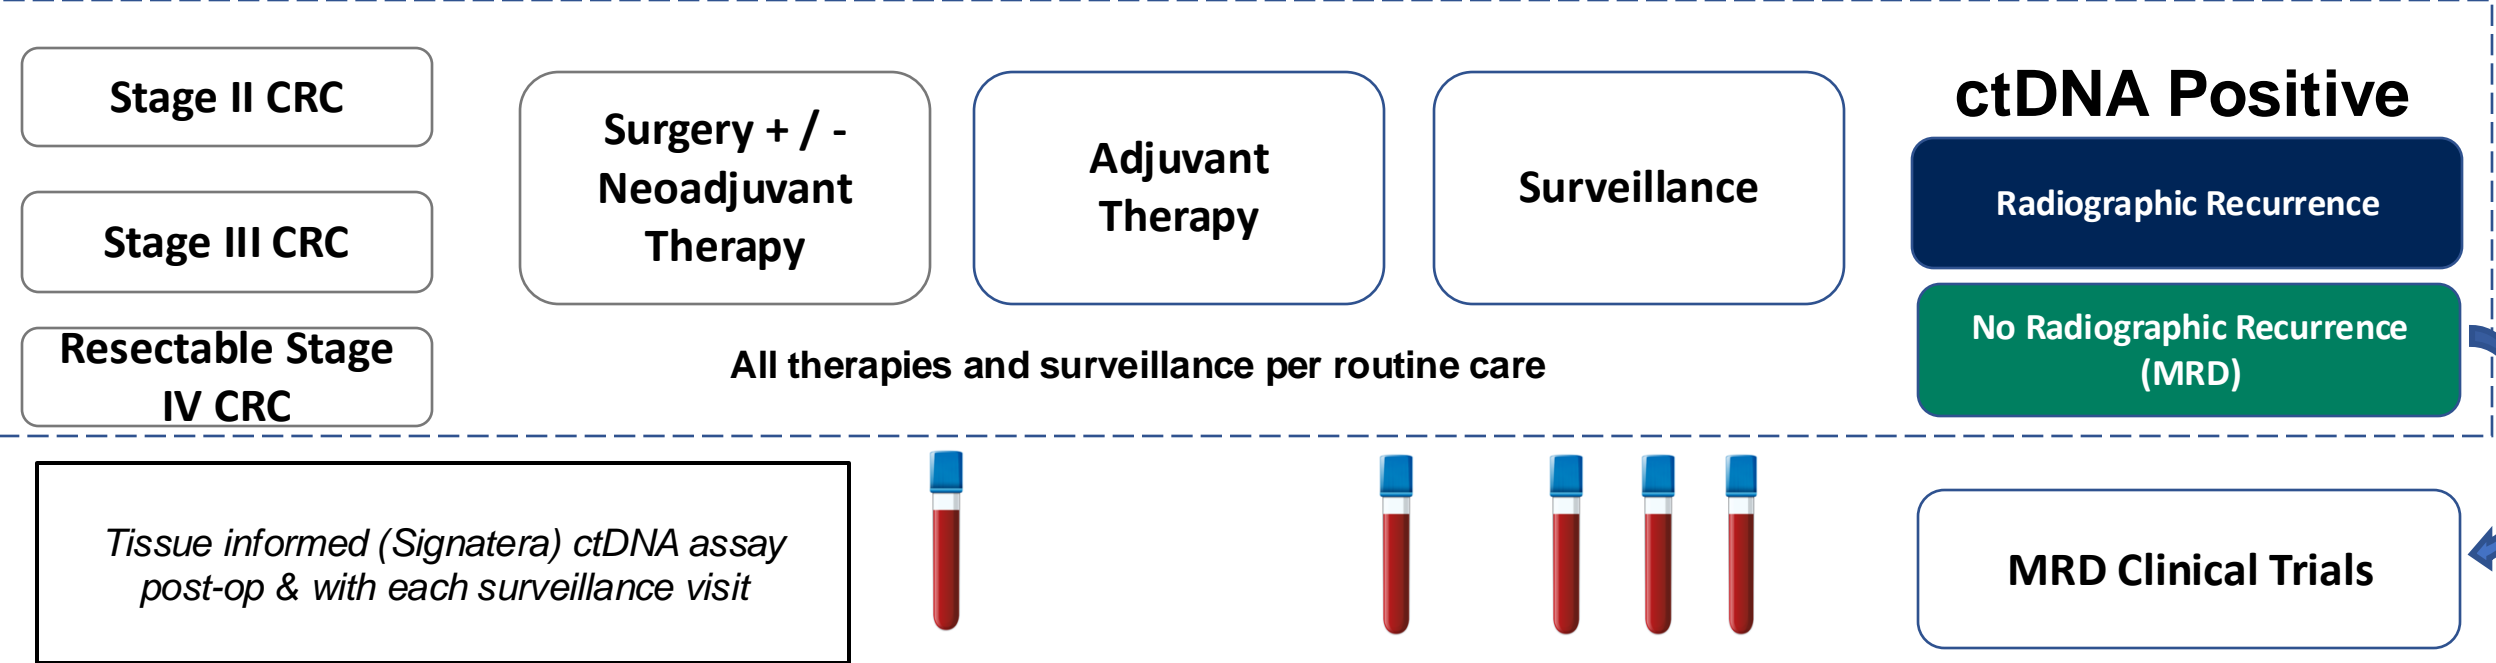 Stage II CRC
Stage III CRC
Resectable Stage
IV CRC
Surgery + / -
Neoadjuvant
Therapy
Adjuvant
Therapy
Surveillance
All therapies and surveillance per routine care
ctDNA Positive
Radiographic Recurrence
No Radiographic Recurrence
(MRD)
Tissue informed (Signatera) ctDNA assay
post-op & with each surveillance visit
MRD Clinical Trials